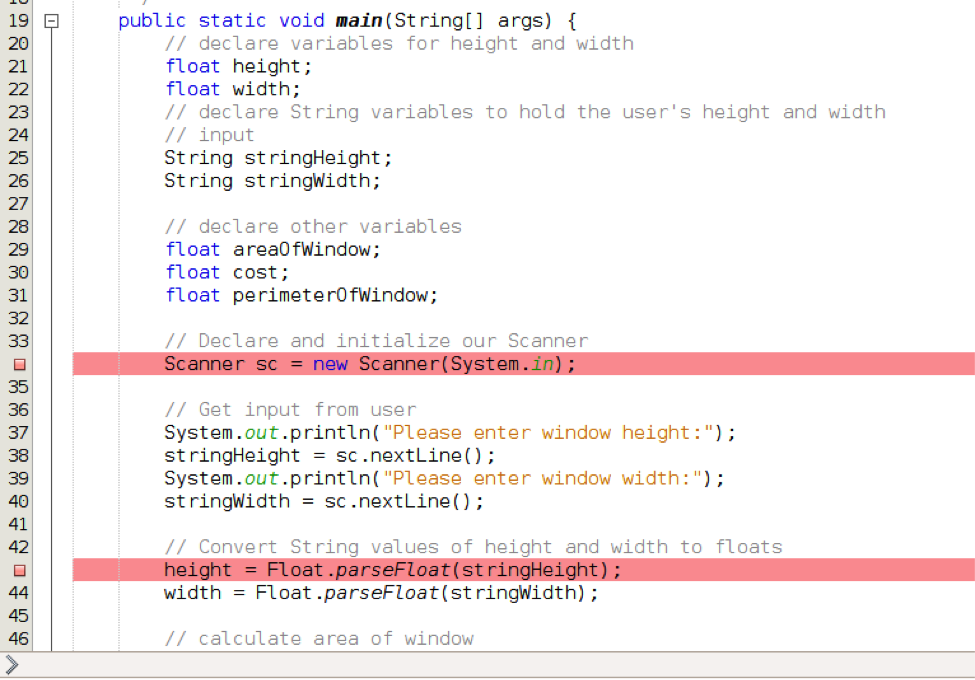 19 public static void main(String[] args) {
20 // declare variables for height and width
21 float height;
22 float width;
23 // declare String variables to hold the user's height and width
24 // input
25 String stringHeight;
26 String stringWidth;
27
28 // declare other variables
29 float areaOfWindow;
30 float cost;
31 float perimeterOfWindow;
32
33 // Declare and initialize our Scanner
Scanner sc = new Scanner(System.in);
35
36 // Get input from user
37 System.out.println("Please enter window height:");
38 stringHeight = sc.nextLine();
39 System.out.println("Please enter window width:");
40 stringWidth = sc.nextLine();
41
42 // Convert String values of height and width to floats
height = Float.parseFloat(stringHeight);
44 width = Float.parseFloat(stringWidth);
45
46 // calculate area of window